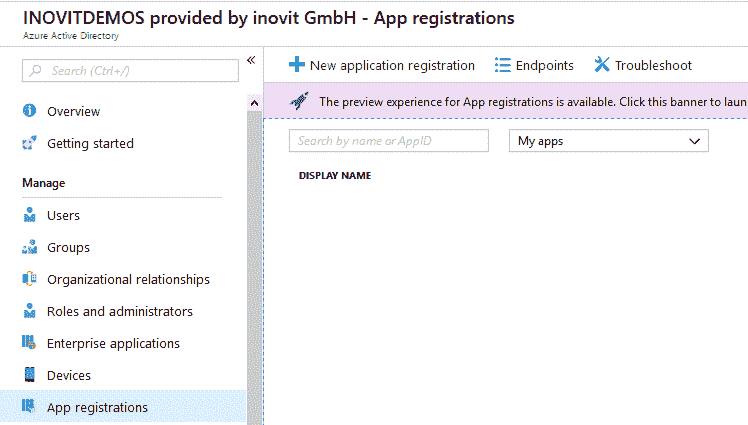 INOVITDEMOS provided by inovit GmbH - App registrations
Azure Active Directory
Search (Ctrl+/)
Overview
Getting started
Manage
Users
Groups
Organizational relationships
Roles and administrators
Enterprise applications
Devices
App registrations
New application registration Endpoints Troubleshoot
The preview experience for App registrations is available. Click this banner to laun
Search by name or AppID My apps
DISPLAY NAME